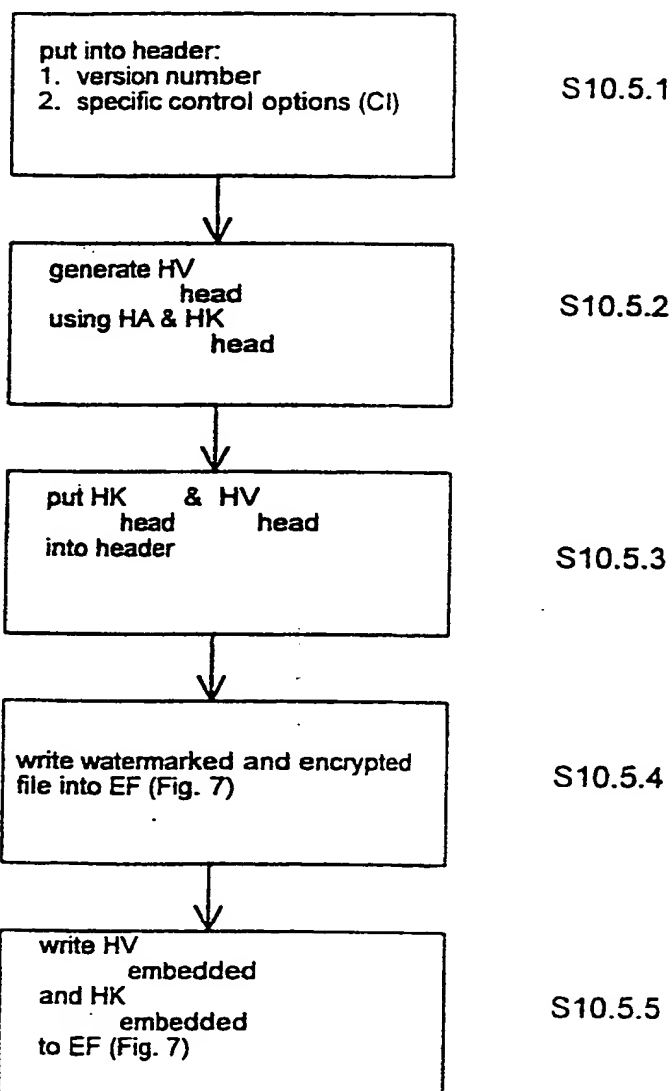 put into header:
1. version number
2. specific control options (CI)
S10.5.1
generate HV
head
using HA & HK
head
S10.5.2
put HK & HV
head head
into header
S10.5.3
write watermarked and encrypted
file into EF (Fig. 7)
S10.5.4
write HV
embedded
and HK
embedded
to EF (Fig. 7)
S10.5.5